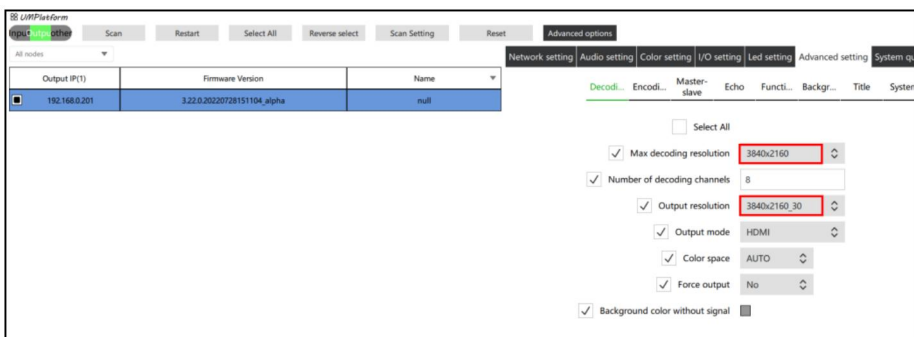 UMPlatform
Input Output other Scan Restart Select All Reverse select Scan Setting Reset Advanced options
All nodes
Network setting Audio setting Color setting I/O setting Led setting Advanced setting System
Output IP(1) Firmware Version Name
192.168.0.201 3.22.0.20220728151104_alpha null
Decodi... Encodi... Master-slave Echo Functi... Backgr... Title System
Select All
Max decoding resolution 3840x2160
Number of decoding channels 8
Output resolution 3840x2160_30
Output mode HDMI
Color space AUTO
Force output No
Background color without signal